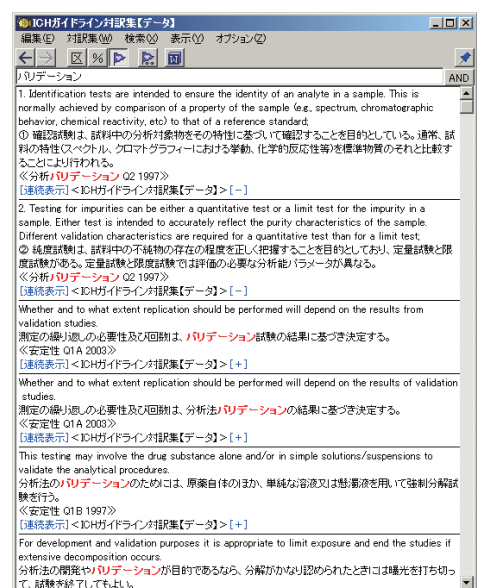 ICHガイドライン対訳集【データ】
編集(E) 対訳集(W) 検索(X) 表示(Y) オプション(Z)
バリデーション AND
1. Identification tests are intended to ensure the identity of an analyte in a sample. This is
normally achieved by comparison of a property of the sample (e.g., spectrum, chromatographic
behavior, chemical reactivity, etc) to that of a reference standard;
① 確認試験は、試料中の分析対象物をその特性に基づいて確認することを目的としている。通常、試
料の特性(スペクトル、クロマトグラフィーにおける挙動、化学的反応性等)を標準物質のそれと比較す
ることにより行われる。
≪分析バリデーション Q2 1997≫
[連続表示]<ICHガイドライン対訳集【データ】>[-]
2. Testing for impurities can be either a quantitative test or a limit test for the impurity in a
sample. Either test is intended to accurately reflect the purity characteristics of the sample.
Different validation characteristics are required for a quantitative test than for a limit test;
② 純度試験は、試料中の不純物の存在の程度を正しく把握することを目的としており、定量試験と限
度試験がある。定量試験と限度試験では評価の必要な分析能パラメータが異なる。
≪分析バリデーション Q2 1997≫
[連続表示]<ICHガイドライン対訳集【データ】>[-]
Whether and to what extent replication should be performed will depend on the results from
validation studies.
測定の繰り返しの必要性及び回数は、バリデーション試験の結果に基づき決定する。
≪安定性 Q1A 2003≫
[連続表示]<ICHガイドライン対訳集【データ】>[+]
Whether and to what extent replication should be performed will depend on the results of validation
studies.
測定の繰り返しの必要性及び回数は、分析法バリデーションの結果に基づき決定する。
≪安定性 Q1A 2003≫
[連続表示]<ICHガイドライン対訳集【データ】>[+]
This testing may involve the drug substance alone and/or in simple solutions/suspensions to
validate the analytical procedures.
分析法のバリデーションのためには、原薬自体のほか、単純な溶液又は懸濁液を用いて強制分解試
験を行う。
≪安定性 Q1B 1997≫
[連続表示]<ICHガイドライン対訳集【データ】>[+]
For development and validation purposes it is appropriate to limit exposure and end the studies if
extensive decomposition occurs.
分析法の開発やバリデーションが目的であるなら、分解がかなり認められたときには曝光を打ち切っ
て、試験を終了してもよい。